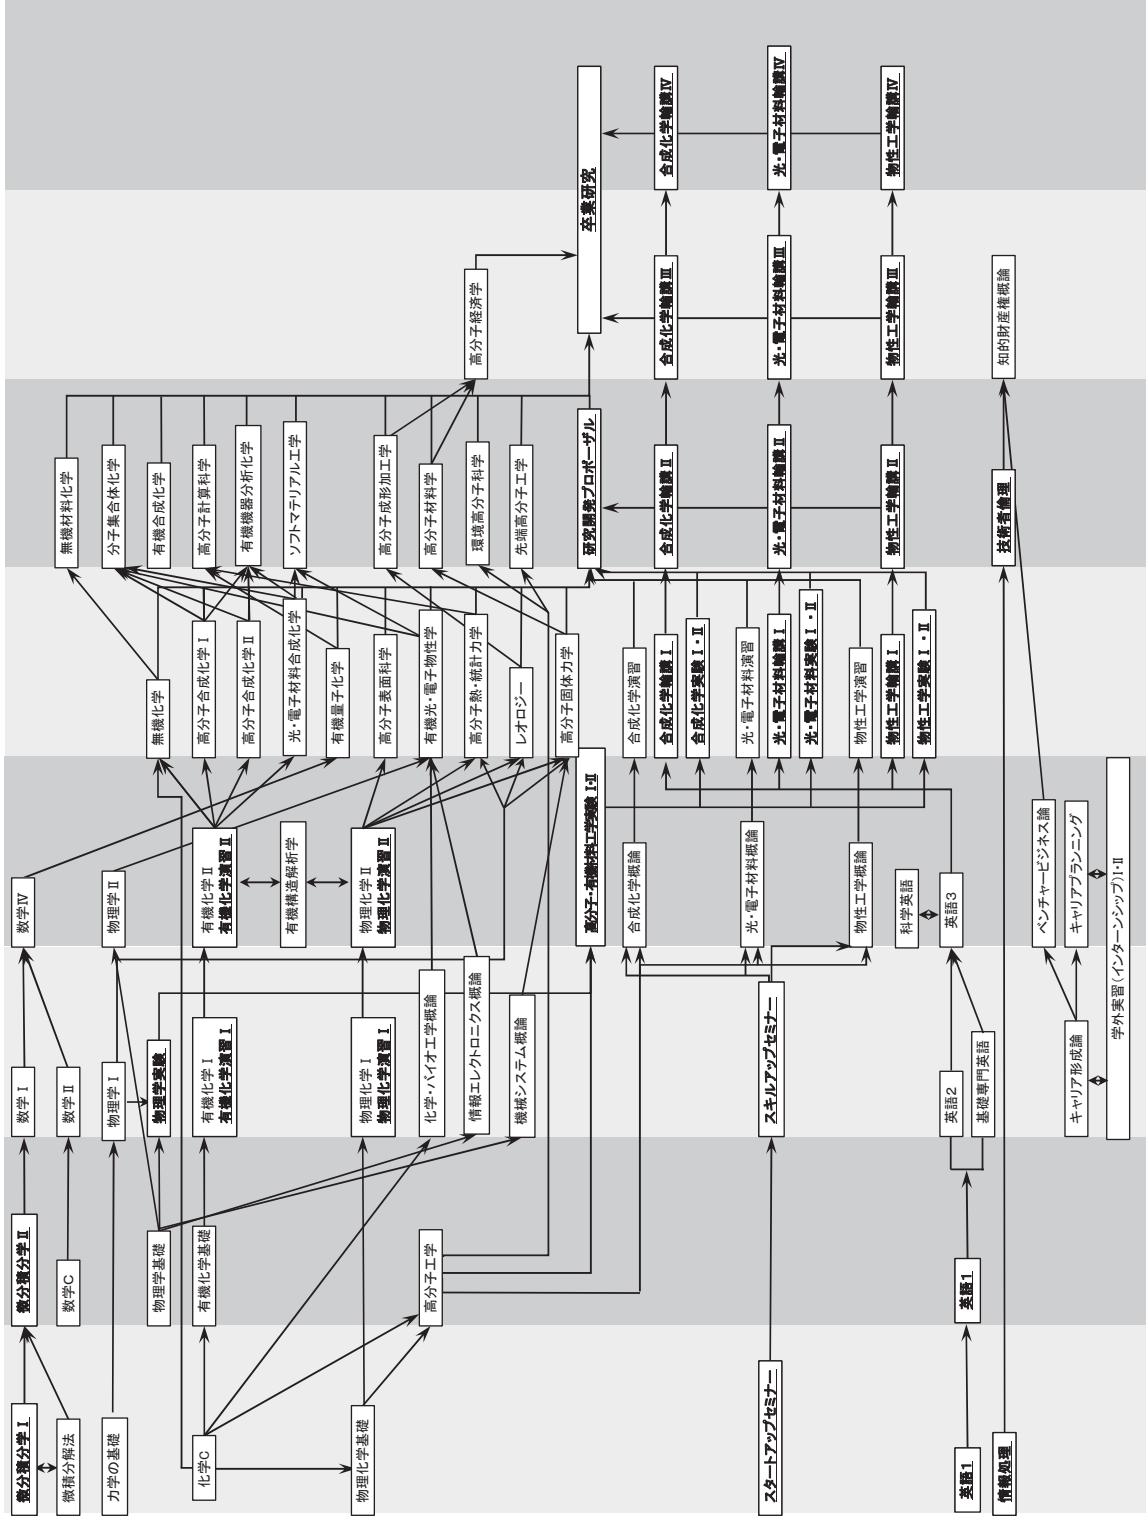 微分積分学Ⅰ
微積分解法
力学の基礎
化学C
物理化学基礎
スタートアップセミナー
英語1
情報処理
微分積分学Ⅱ
数学C
物理学基礎
有機化学基礎
高分子工学
英語1
数学Ⅰ
数学Ⅱ
物理学Ⅰ
物理学実験
有機化学Ⅰ
有機化学演習Ⅰ
物理化学Ⅰ
物理化学演習Ⅰ
化学・バイオ工学概論
情報エレクトロニクス概論
機械システム概論
スキルアップセミナー
英語2
基礎専門英語
キャリア形成論
学外実習(インターンシップ)Ⅰ・Ⅱ
数学Ⅳ
物理学Ⅱ
有機化学Ⅱ
有機化学演習Ⅱ
有機構造解析学
物理化学Ⅱ
物理化学演習Ⅱ
高分子・有機材料工学実験Ⅰ・Ⅱ
合成化学概論
光・電子材料概論
物性工学概論
科学英語
英語3
ベンチャービジネス論
キャリアプランニング
無機化学
高分子合成化学Ⅰ
高分子合成化学Ⅱ
光・電子材料合成化学
有機量子化学
高分子表面科学
有機光・電子物性学
高分子熱・統計力学
レオロジー
高分子固体力学
合成化学演習
合成化学輪講Ⅰ
合成化学実験Ⅰ・Ⅱ
光・電子材料演習
光・電子材料輪講Ⅰ
光・電子材料実験Ⅰ・Ⅱ
物性工学演習
物性工学輪講Ⅰ
物性工学実験Ⅰ・Ⅱ
無機材料化学
分子集合体化学
有機合成化学
高分子計算科学
有機機器分析化学
ソフトマテリアル工学
高分子成形加工学
高分子材料学
環境高分子科学
先端高分子工学
研究開発プロポーザル
合成化学輪講Ⅱ
光・電子材料輪講Ⅱ
物性工学輪講Ⅱ
技術者倫理
高分子経済学
卒業研究
合成化学輪講Ⅲ
光・電子材料輪講Ⅲ
物性工学輪講Ⅲ
知的財産権概論
合成化学輪講Ⅳ
光・電子材料輪講Ⅳ
物性工学輪講Ⅳ